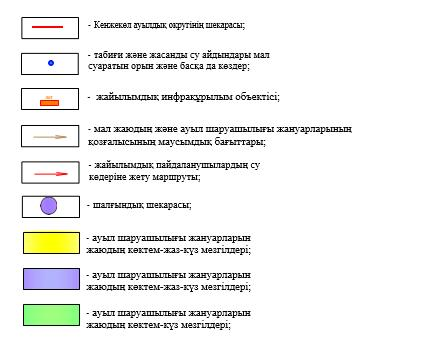 - Кенжекөл ауылдық округінің шекарасы;
- табиғи және жасанды су айдындары мал
суаратын орын және басқа да көздер;
- жайылымдық инфрақұрылым объектісі;
- мал жаюдың және ауыл шаруашылығы жануарларының
қозғалысының маусымдық бағыттары;
- жайылымдық пайдаланушылардың су
көдеріне жету маршруты;
- шалғындық шекарасы;
- ауыл шаруашылығы жануарларын
жаюдың көктем-жаз-күз мезгілдері;
- ауыл шаруашылығы жануарларын
жаюдың көктем-жаз-күз мезгілдері;
- ауыл шаруашылығы жануарларын
жаюдың көктем-күз мезгілдері;